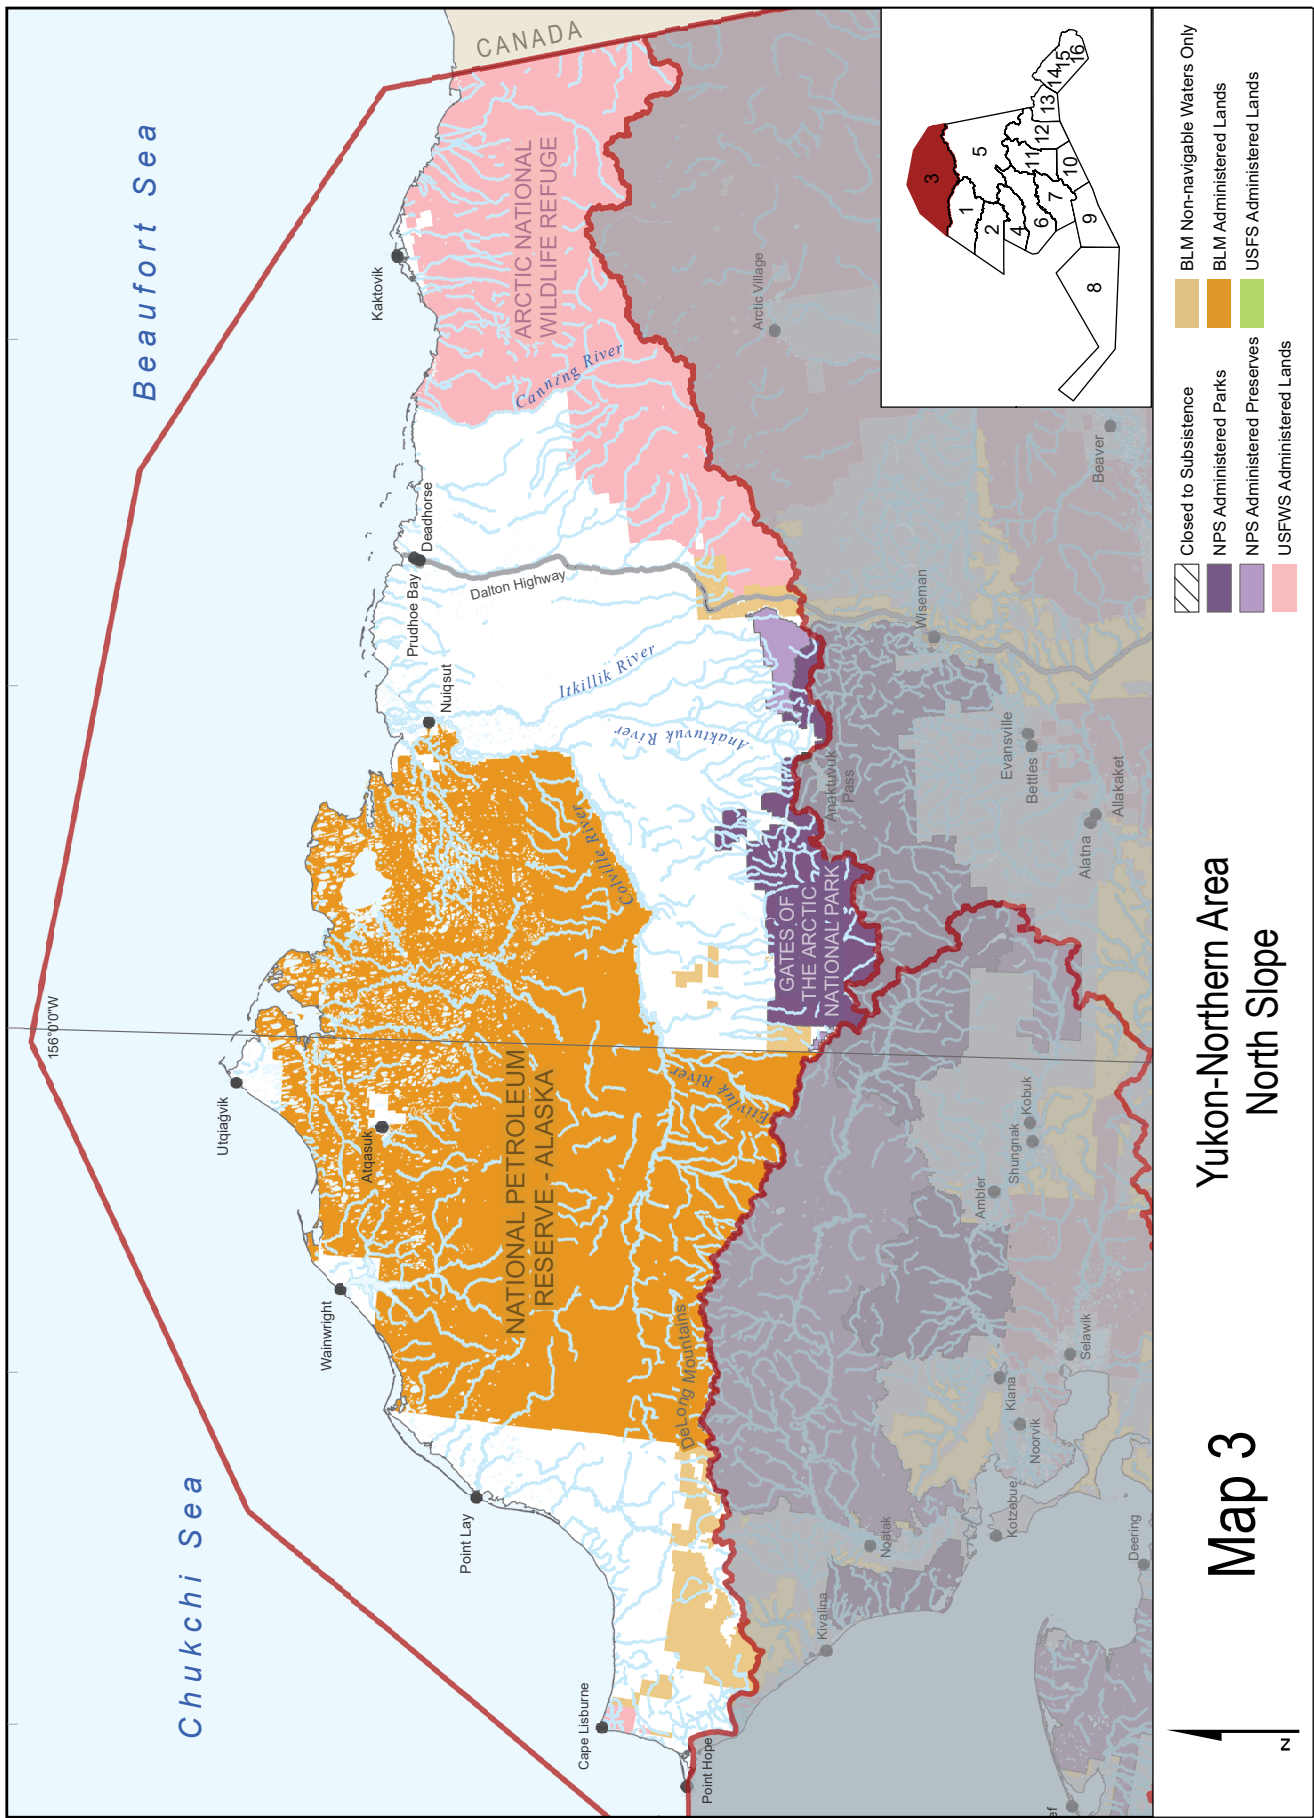 Chukchi Sea
Beaufort Sea
156°0'0"W
CANADA
Utqiaġvik
Wainwright
Atqasuk
Point Lay
Cape Lisburne
Point Hope
Nuiqsut
Prudhoe Bay
Deadhorse
Kaktovik
NATIONAL PETROLEUM
RESERVE - ALASKA
ARCTIC NATIONAL
WILDLIFE REFUGE
Canning River
Dalton Highway
Itkillik River
Anaktuvuk River
Colville River
Etivluk River
DeLong Mountains
GATES OF
THE ARCTIC
NATIONAL PARK
Anaktuvuk
Pass
Arctic Village
Wiseman
Evansville
Bettles
Alatna
Allakaket
Beaver
Kobuk
Shungnak
Ambler
Selawik
Kiana
Noorvik
Kotzebue
Noatak
Kivalina
Deering
ef
3
1
5
2
4
6
7
11
12
13
14
15
16
10
9
8
N
Map 3
Yukon-Northern Area
North Slope
Closed to Subsistence
NPS Administered Parks
NPS Administered Preserves
USFWS Administered Lands
BLM Non-navigable Waters Only
BLM Administered Lands
USFS Administered Lands